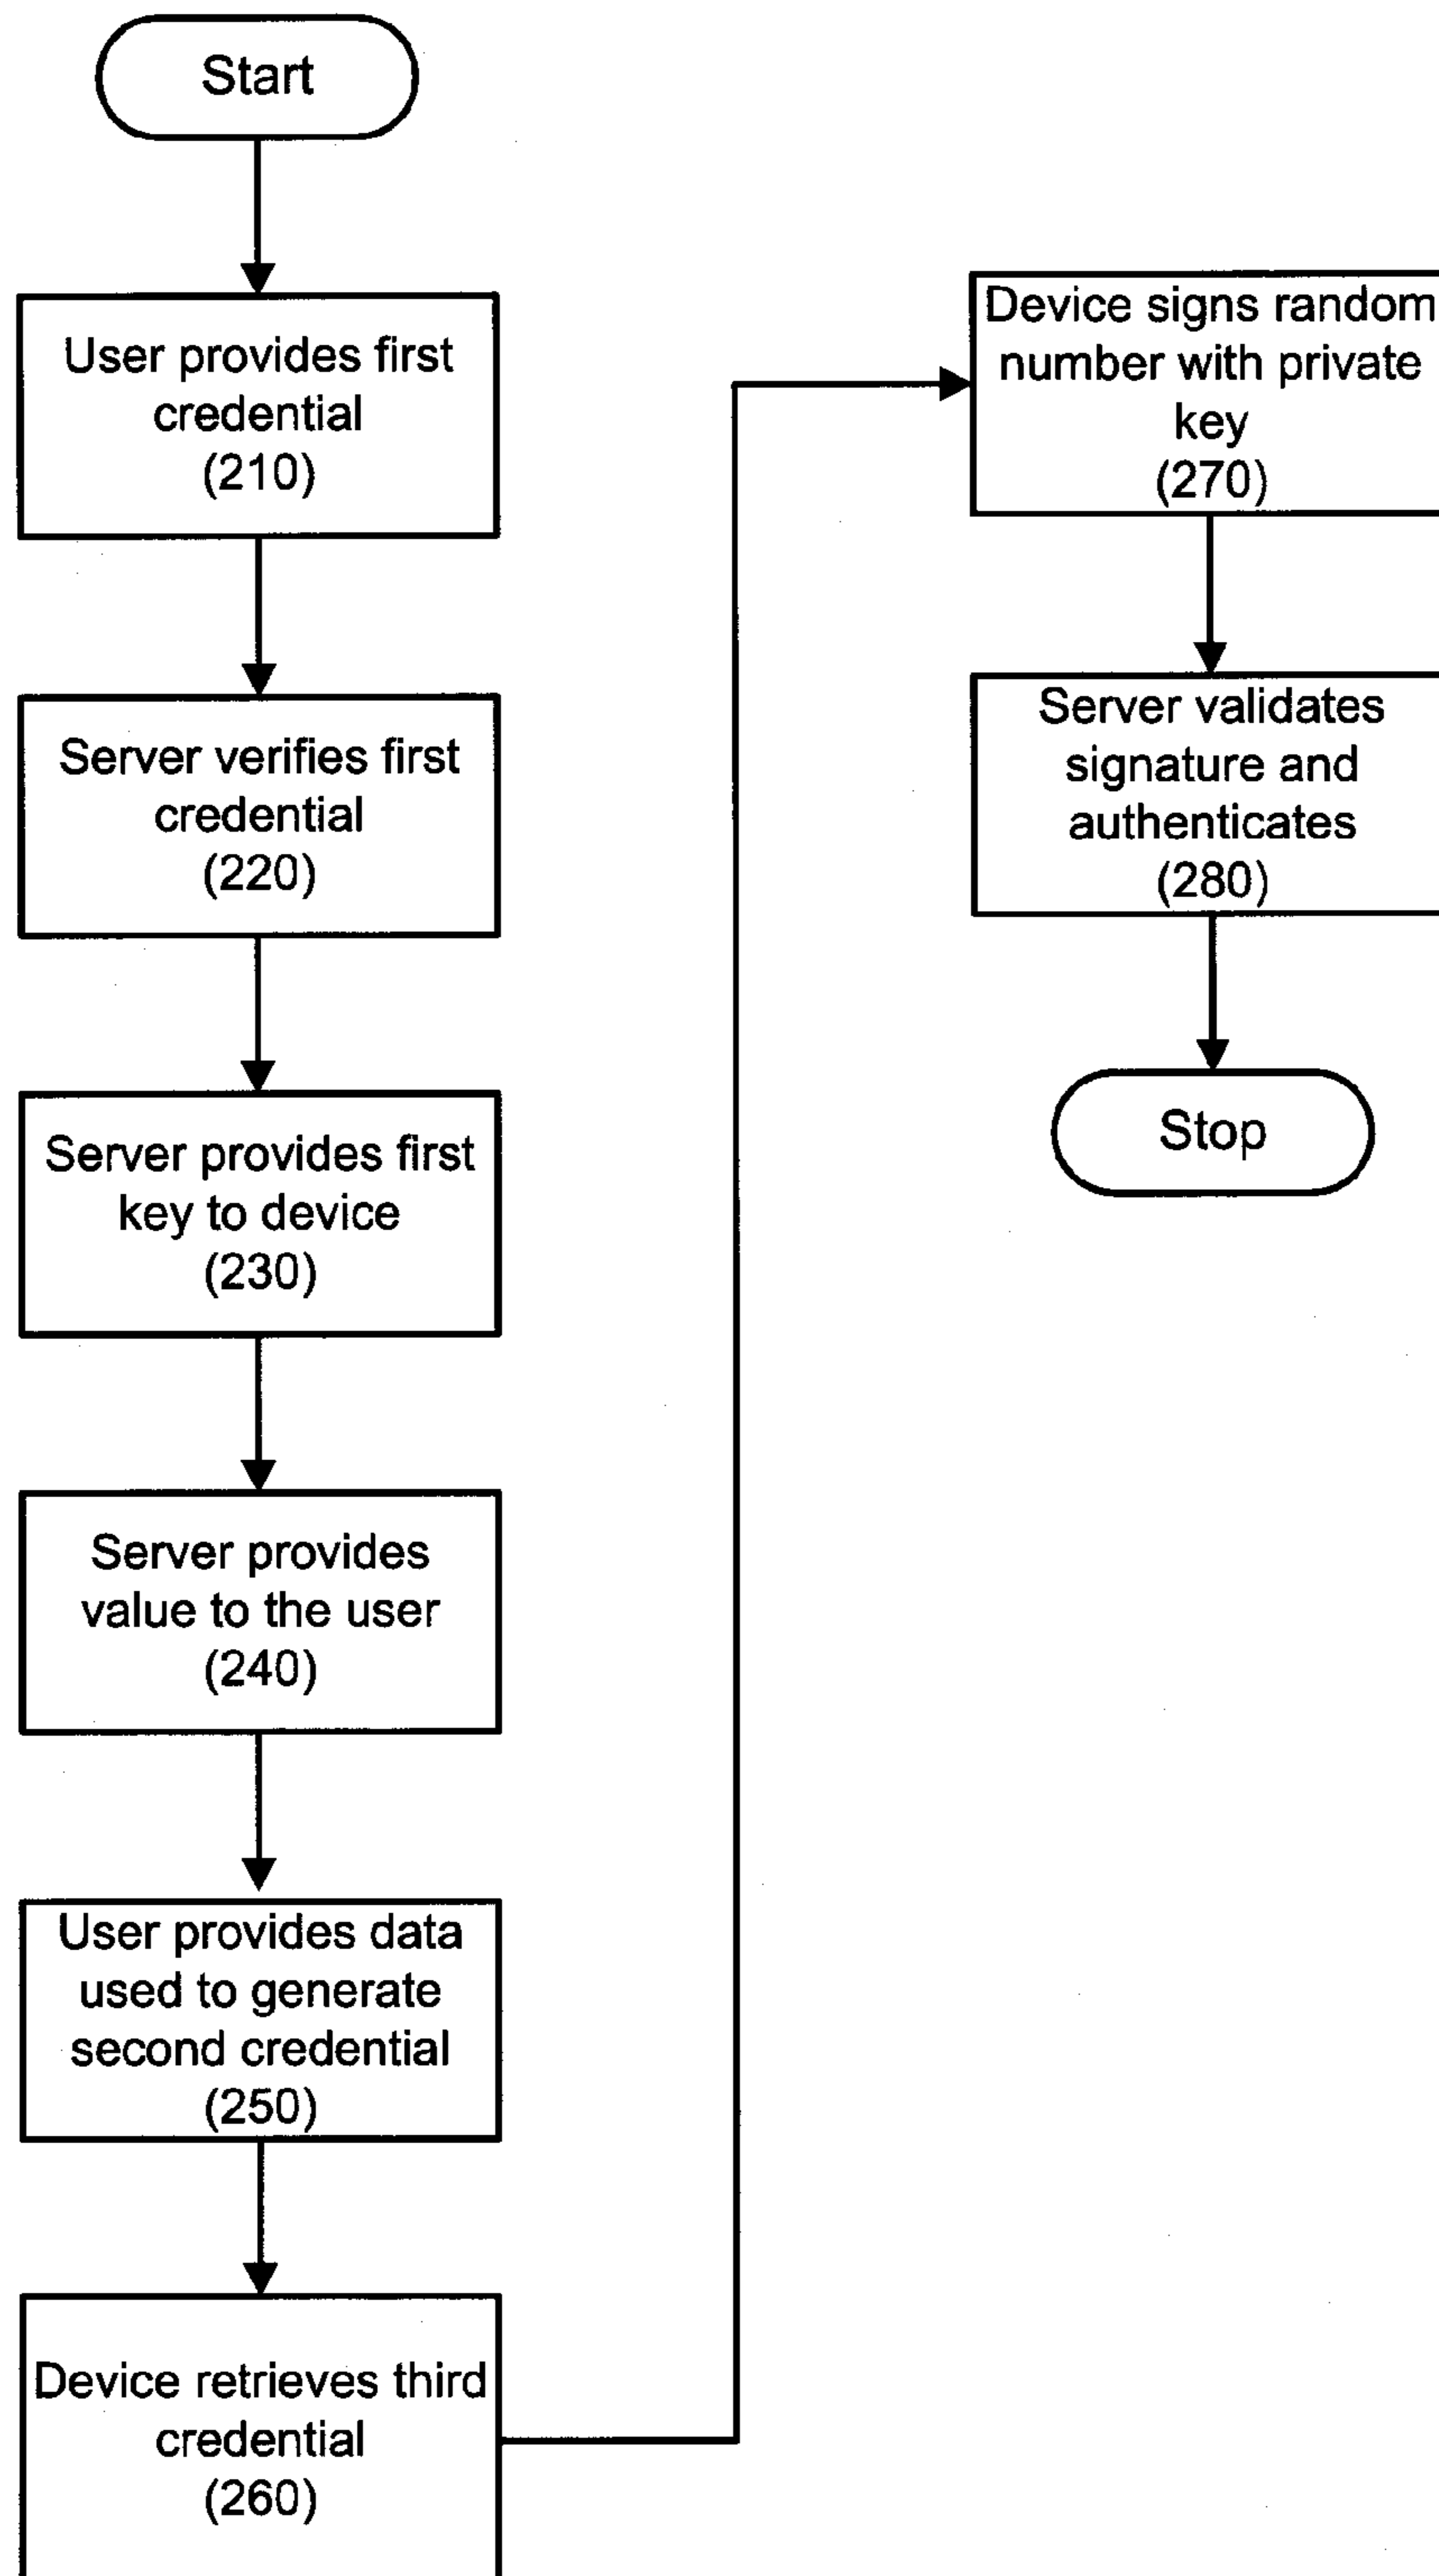 Start
User provides first
credential
(210)
Server verifies first
credential
(220)
Server provides first
key to device
(230)
Server provides
value to the user
(240)
User provides data
used to generate
second credential
(250)
Device retrieves third
credential
(260)
Device signs random
number with private
key
(270)
Server validates
signature and
authenticates
(280)
Stop